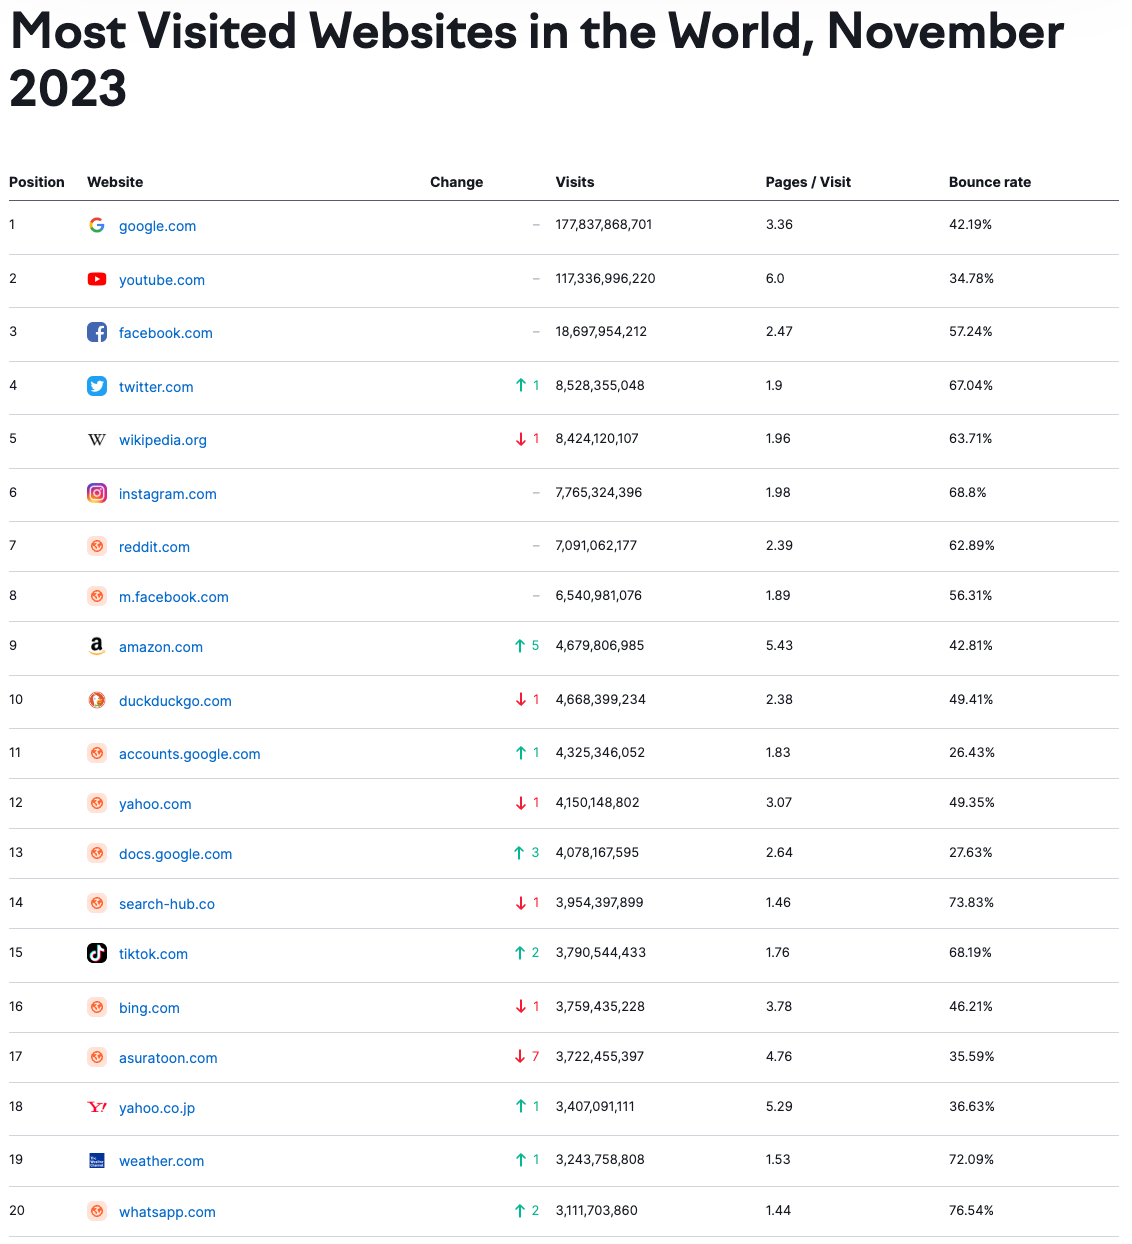 Most Visited Websites in the World, November
2023
Position Website Change Visits Pages / Visit Bounce rate
1 google.com – 177,837,868,701 3.36 42.19%
2 youtube.com – 117,336,996,220 6.0 34.78%
3 facebook.com – 18,697,954,212 2.47 57.24%
4 twitter.com ↑ 1 8,528,355,048 1.9 67.04%
5 W wikipedia.org ↓ 1 8,424,120,107 1.96 63.71%
6 instagram.com – 7,765,324,396 1.98 68.8%
7 reddit.com – 7,091,062,177 2.39 62.89%
8 m.facebook.com – 6,540,981,076 1.89 56.31%
9 a amazon.com ↑ 5 4,679,806,985 5.43 42.81%
10 duckduckgo.com ↓ 1 4,668,399,234 2.38 49.41%
11 accounts.google.com ↑ 1 4,325,346,052 1.83 26.43%
12 yahoo.com ↓ 1 4,150,148,802 3.07 49.35%
13 docs.google.com ↑ 3 4,078,167,595 2.64 27.63%
14 search-hub.co ↓ 1 3,954,397,899 1.46 73.83%
15 tiktok.com ↑ 2 3,790,544,433 1.76 68.19%
16 bing.com ↓ 1 3,759,435,228 3.78 46.21%
17 asuratoon.com ↓ 7 3,722,455,397 4.76 35.59%
18 Y! yahoo.co.jp ↑ 1 3,407,091,111 5.29 36.63%
19 weather.com ↑ 1 3,243,758,808 1.53 72.09%
20 whatsapp.com ↑ 2 3,111,703,860 1.44 76.54%